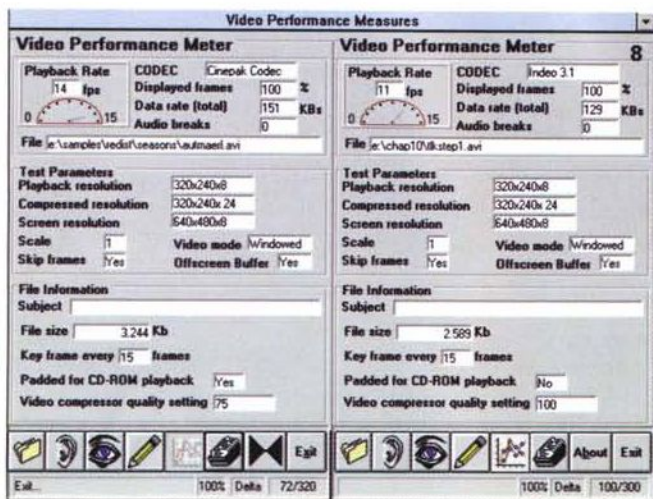 Video Performance Measures
Video Performance Meter
Playback Rate
14 fps
0 15
CODEC Cinepak Codec
Displayed frames 100 %
Data rate (total) 151 KBs
Audio breaks 0
File e:\samples\vedist\seasons\autmaerl.avi
Test Parameters
Playback resolution 320x240x8
Compressed resolution 320x240x 24
Screen resolution 640x480x8
Scale 1 Video mode Windowed
Skip frames Yes Offscreen Buffer Yes
File Information
Subject
File size 3.244 Kb
Key frame every 15 frames
Padded for CD-ROM playback Yes
Video compressor quality setting 75
Exit
Exit... 100% Delta 72/320
Video Performance Meter 8
Playback Rate
11 fps
0 15
CODEC Indeo 3.1
Displayed frames 100 %
Data rate (total) 129 KBs
Audio breaks 0
File e:\chap10\tlkstep1.avi
Test Parameters
Playback resolution 320x240x8
Compressed resolution 320x240x 24
Screen resolution 640x480x8
Scale 1 Video mode Windowed
Skip frames Yes Offscreen Buffer Yes
File Information
Subject
File size 2.589 Kb
Key frame every 15 frames
Padded for CD-ROM playback No
Video compressor quality setting 100
About Exit
100% Delta 100/300